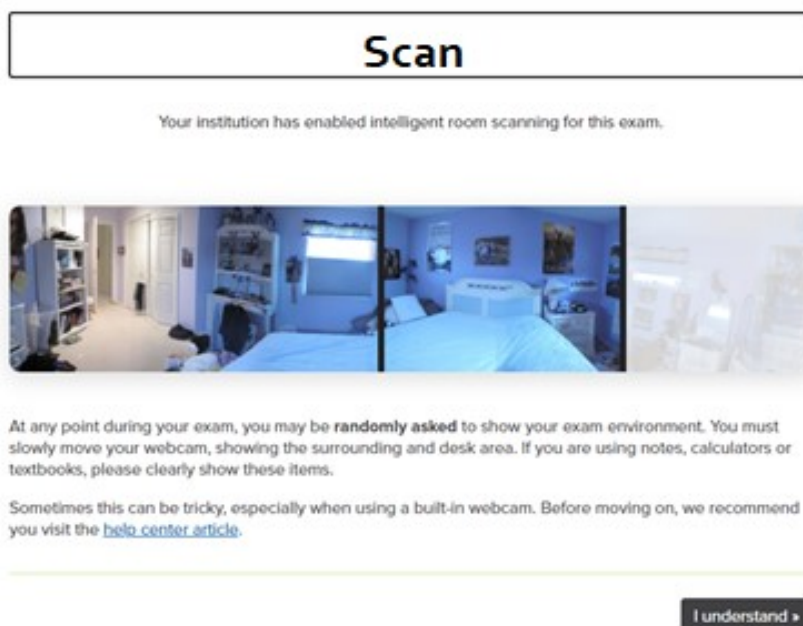 Scan
Your institution has enabled intelligent room scanning for this exam.
At any point during your exam, you may be randomly asked to show your exam environment. You must
slowly move your webcam, showing the surrounding and desk area. If you are using notes, calculators or
textbooks, please clearly show these items.
Sometimes this can be tricky, especially when using a built-in webcam. Before moving on, we recommend
you visit the help center article.
I understand »